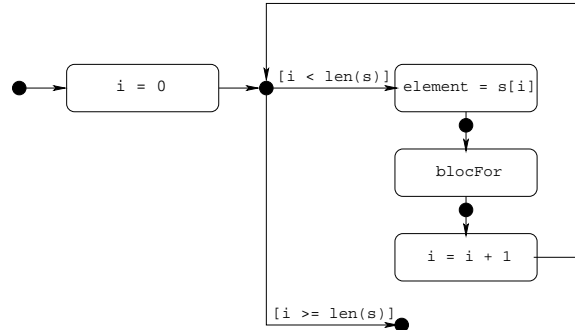 [i < len(s)]
i = 0
element = s[i]
blocFor
i = i + 1
[i >= len(s)]